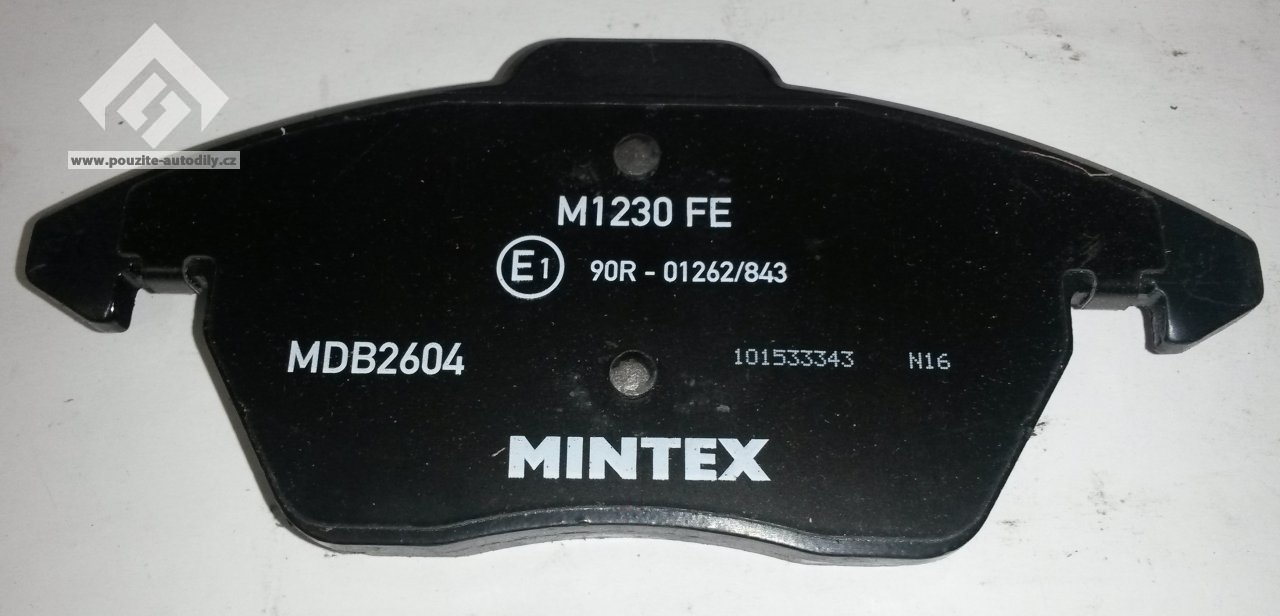 www.pouzite-autodily.cz
M1230 FE
E1 90R - 01262/843
MDB2604 101533343 N16
MINTEX